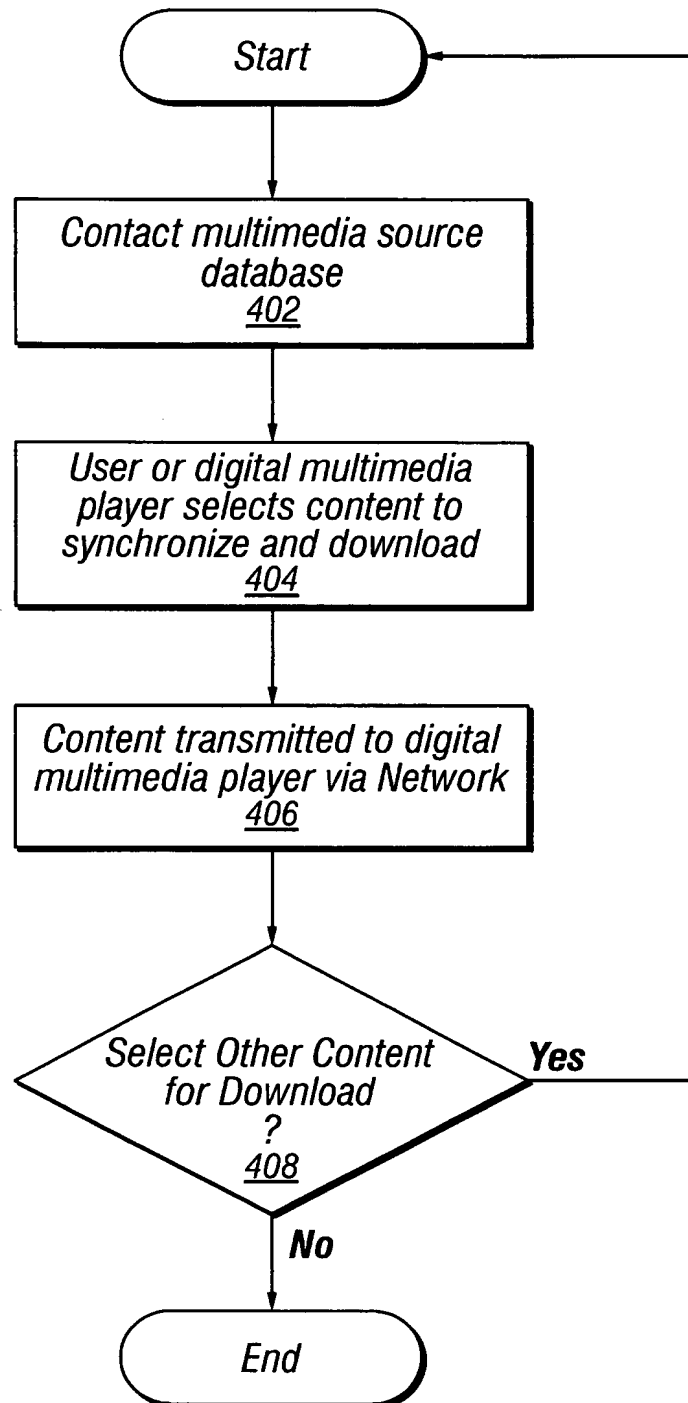 Start
Contact multimedia source
database
402
User or digital multimedia
player selects content to
synchronize and download
404
Content transmitted to digital
multimedia player via Network
406
Select Other Content
for Download
?
408
Yes
No
End